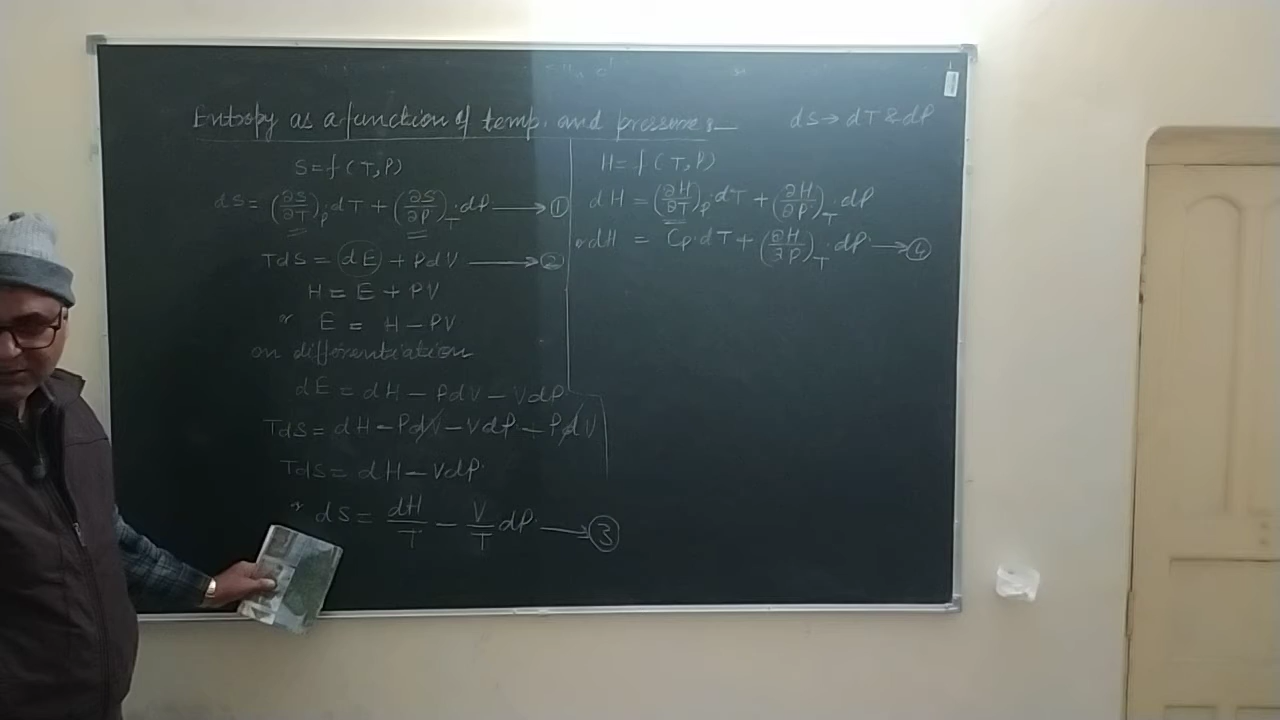 Entropy as a function of temp. and pressure :—
dS → dT & dP
S = f (T, P)
dS = (∂S/∂T)_P . dT + (∂S/∂P)_T . dP ⟶ ①
TdS = dE + PdV ⟶ ②
H = E + PV
or E = H – PV
on differentiation
dE = dH – PdV – VdP
TdS = dH – PdV – VdP – PdV
TdS = dH – VdP.
or dS = dH/T – V/T dP. ⟶ ③
H = f (T, P)
dH = (∂H/∂T)_P . dT + (∂H/∂P)_T . dP
or dH = Cp. dT + (∂H/∂P)_T . dP. ⟶ ④